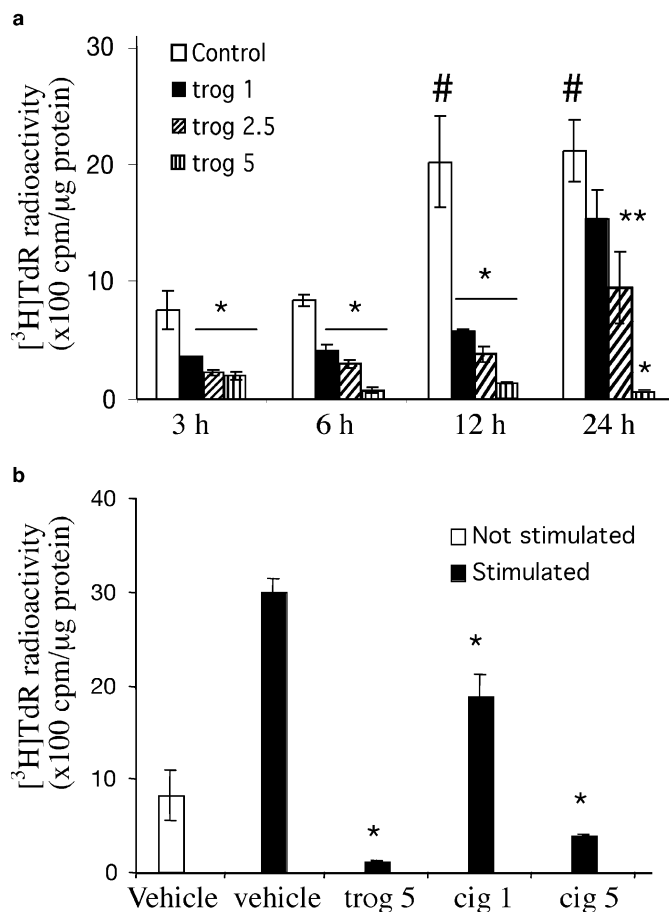 a
[³H]TdR radioactivity
(x100 cpm/µg protein)
30
20
10
0
Control
trog 1
trog 2.5
trog 5
#
#
*
*
*
**
*
3 h
6 h
12 h
24 h
b
[³H]TdR radioactivity
(x100 cpm/µg protein)
40
30
20
10
0
Not stimulated
Stimulated
*
*
*
Vehicle
vehicle
trog 5
cig 1
cig 5